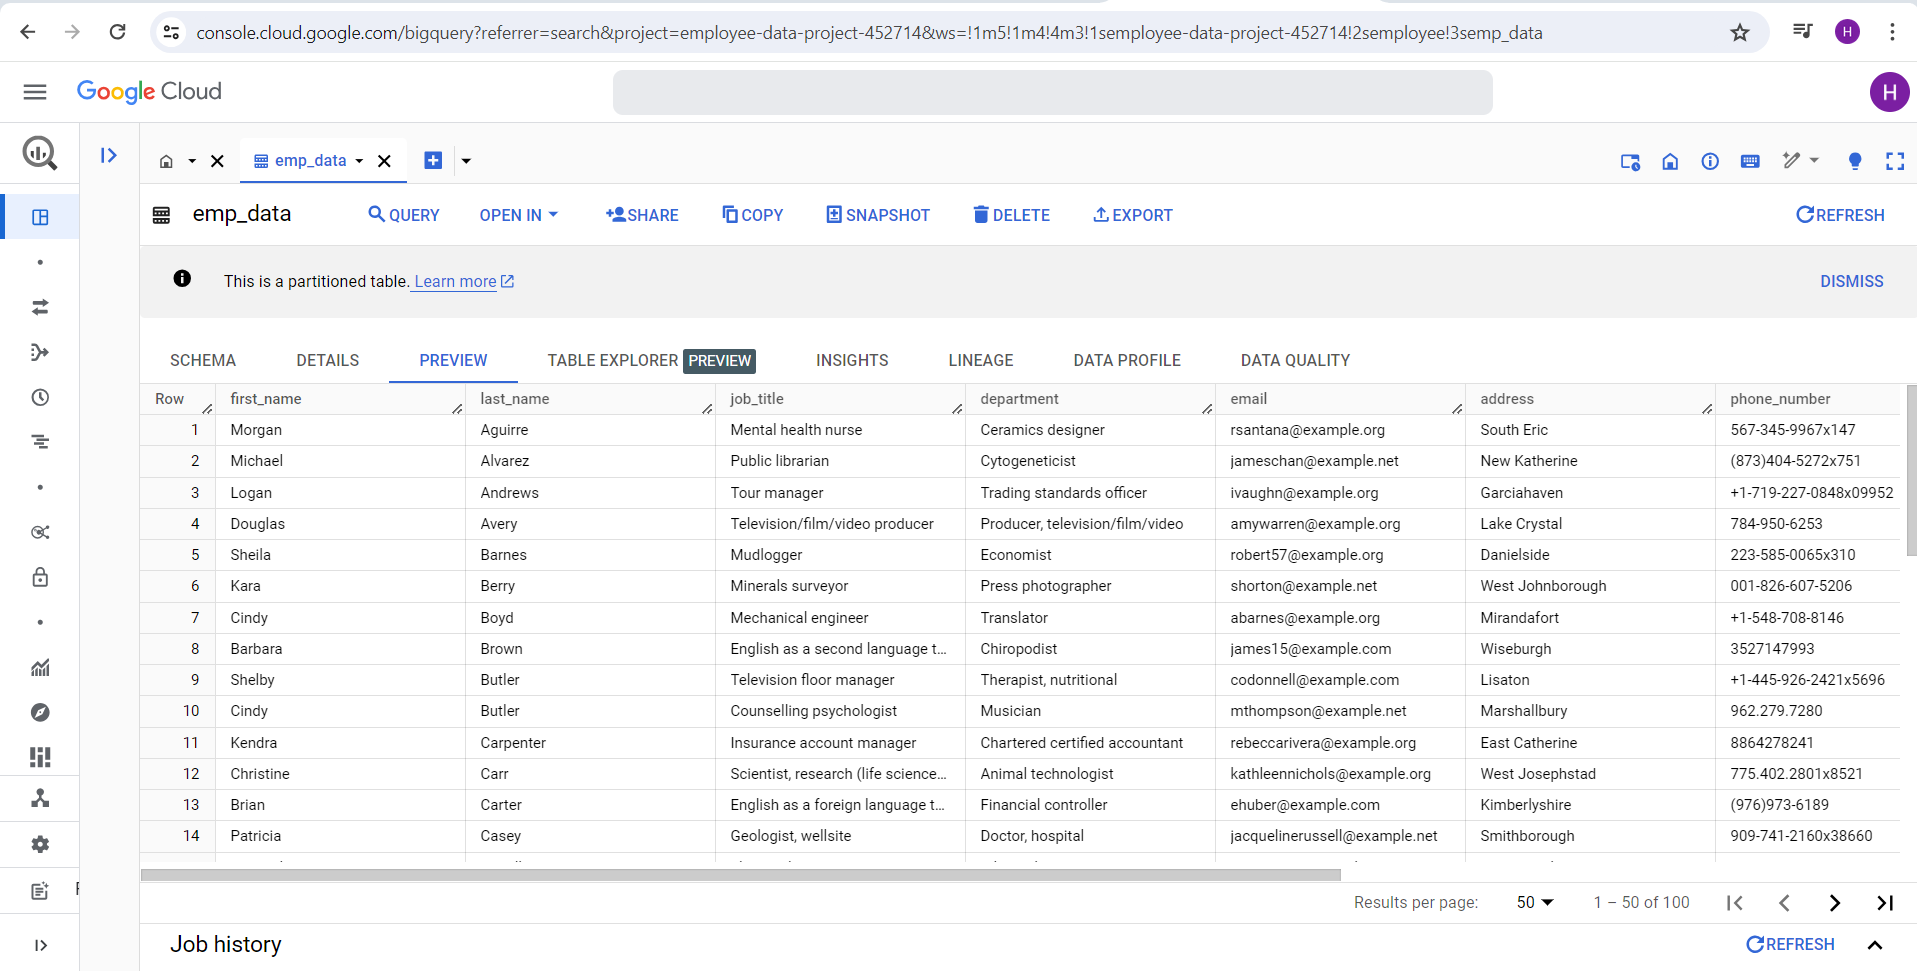 console.cloud.google.com/bigquery?referrer=search&project=employee-data-project-452714&ws=!1m5!1m4!4m3!1semployee-data-project-452714!2semployee!3semp_data
H
Google Cloud
H
emp_data
emp_data
QUERY
OPEN IN
SHARE
COPY
SNAPSHOT
DELETE
EXPORT
REFRESH
This is a partitioned table. Learn more
DISMISS
SCHEMA DETAILS PREVIEW TABLE EXPLORER PREVIEW INSIGHTS LINEAGE DATA PROFILE DATA QUALITY
Row first_name last_name job_title department email address phone_number
1 Morgan Aguirre Mental health nurse Ceramics designer rsantana@example.org South Eric 567-345-9967x147
2 Michael Alvarez Public librarian Cytogeneticist jameschan@example.net New Katherine (873)404-5272x751
3 Logan Andrews Tour manager Trading standards officer ivaughn@example.org Garciahaven +1-719-227-0848x09952
4 Douglas Avery Television/film/video producer Producer, television/film/video amywarren@example.org Lake Crystal 784-950-6253
5 Sheila Barnes Mudlogger Economist robert57@example.org Danielside 223-585-0065x310
6 Kara Berry Minerals surveyor Press photographer shorton@example.net West Johnborough 001-826-607-5206
7 Cindy Boyd Mechanical engineer Translator abarnes@example.org Mirandafort +1-548-708-8146
8 Barbara Brown English as a second language t... Chiropodist james15@example.com Wiseburgh 3527147993
9 Shelby Butler Television floor manager Therapist, nutritional codonnell@example.com Lisaton +1-445-926-2421x5696
10 Cindy Butler Counselling psychologist Musician mthompson@example.net Marshallbury 962.279.7280
11 Kendra Carpenter Insurance account manager Chartered certified accountant rebeccarivera@example.org East Catherine 8864278241
12 Christine Carr Scientist, research (life science... Animal technologist kathleennichols@example.org West Josephstad 775.402.2801x8521
13 Brian Carter English as a foreign language t... Financial controller ehuber@example.com Kimberlyshire (976)973-6189
14 Patricia Casey Geologist, wellsite Doctor, hospital jacquelinerussell@example.net Smithborough 909-741-2160x38660
Results per page: 50 1 – 50 of 100
Job history
REFRESH